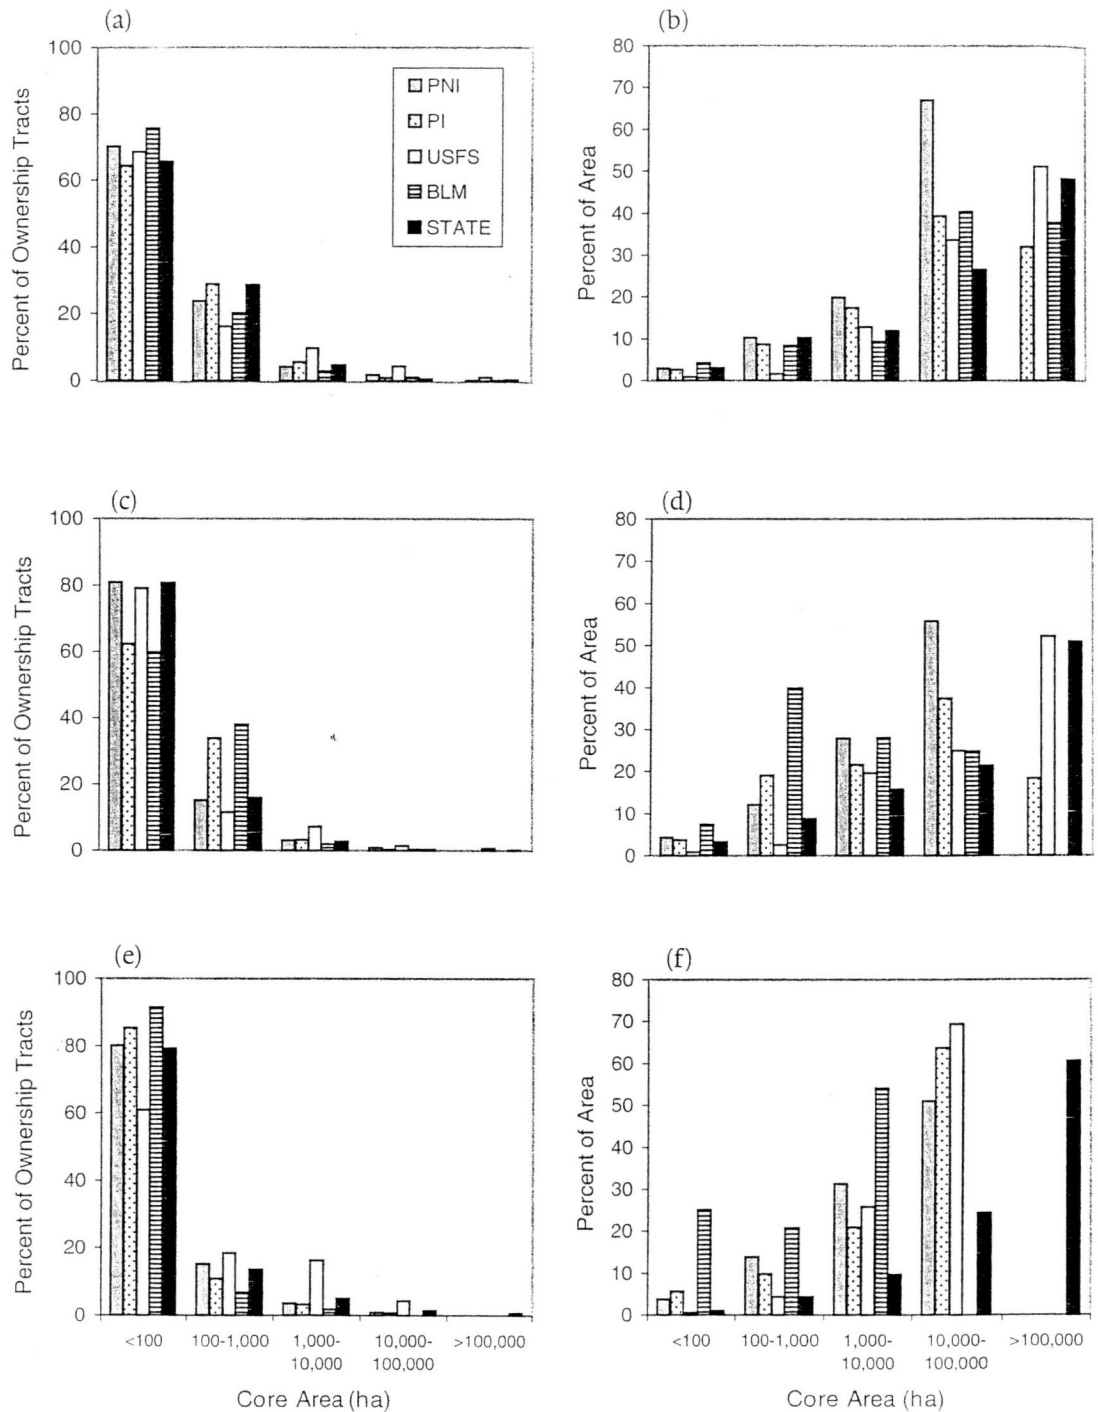 (a)
(b)
100
80
60
40
20
0
Percent of Ownership Tracts
PNI
PI
USFS
BLM
STATE
80
70
60
50
40
30
20
10
0
Percent of Area
(c)
(d)
100
80
60
40
20
0
Percent of Ownership Tracts
80
70
60
50
40
30
20
10
0
Percent of Area
(e)
(f)
100
80
60
40
20
0
Percent of Ownership Tracts
<100 100-1,000 1,000- 10,000- >100,000
10,000 100,000
Core Area (ha)
80
70
60
50
40
30
20
10
0
Percent of Area
<100 100-1,000 1,000- 10,000- >100,000
10,000 100,000
Core Area (ha)